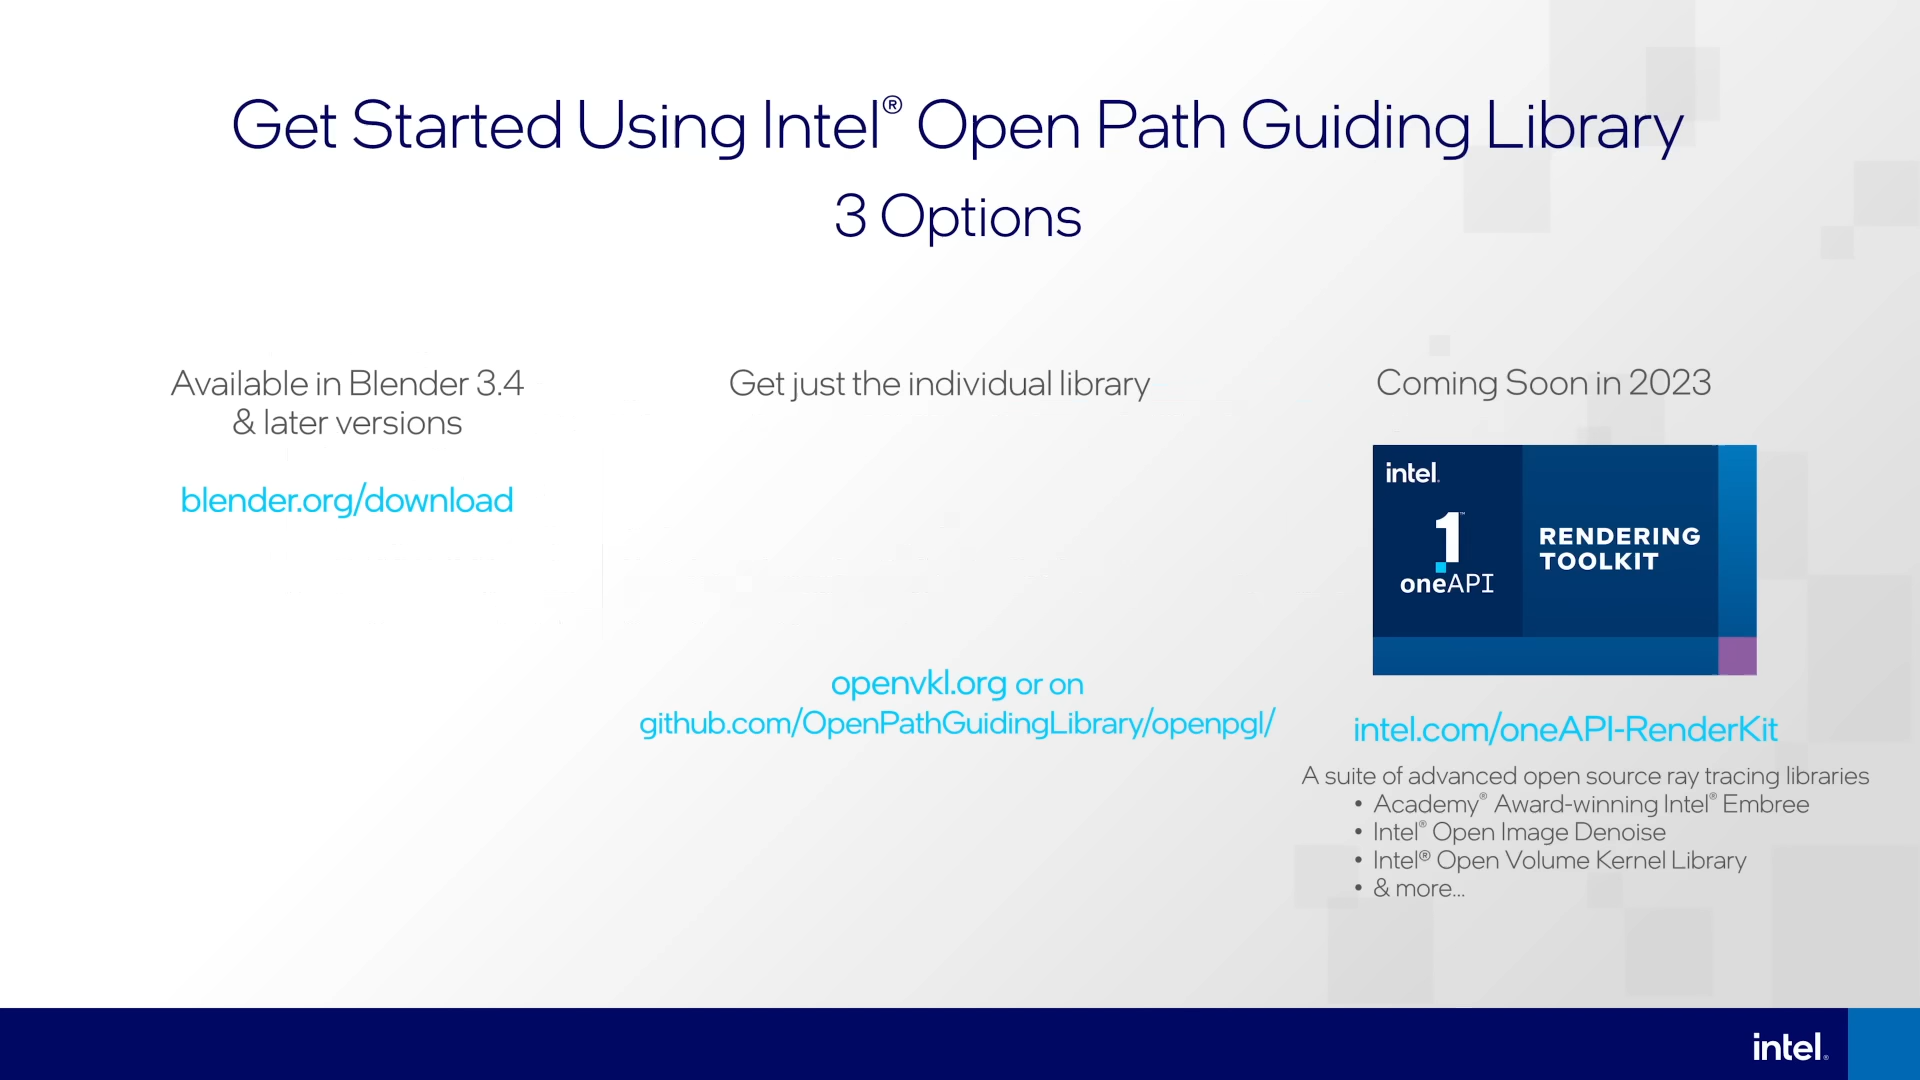 Get Started Using Intel® Open Path Guiding Library
3 Options
Available in Blender 3.4
& later versions
blender.org/download
Get just the individual library
openvkl.org or on
github.com/OpenPathGuidingLibrary/openpgl/
Coming Soon in 2023
intel.
1™
oneAPI
RENDERING
TOOLKIT
intel.com/oneAPI-RenderKit
A suite of advanced open source ray tracing libraries
• Academy® Award-winning Intel® Embree
• Intel® Open Image Denoise
• Intel® Open Volume Kernel Library
• & more...
intel®